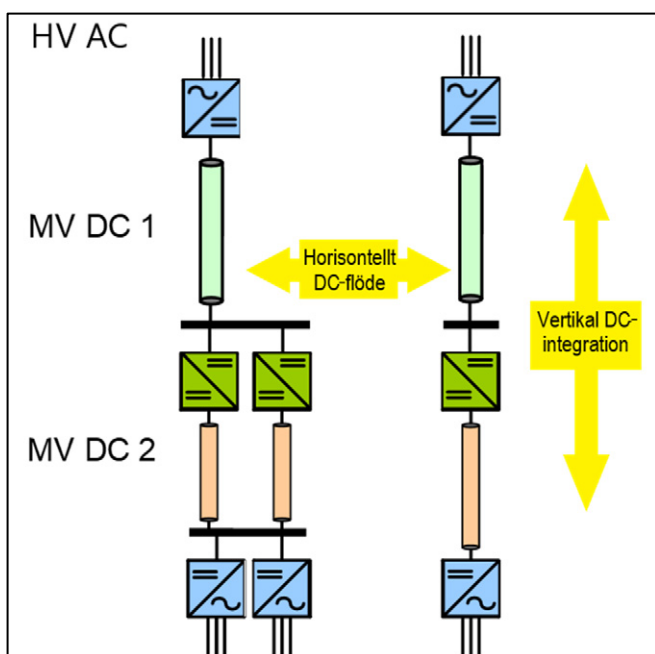 HV AC
MV DC 1
Horisontellt
DC-flöde
Vertikal DC-
integration
MV DC 2